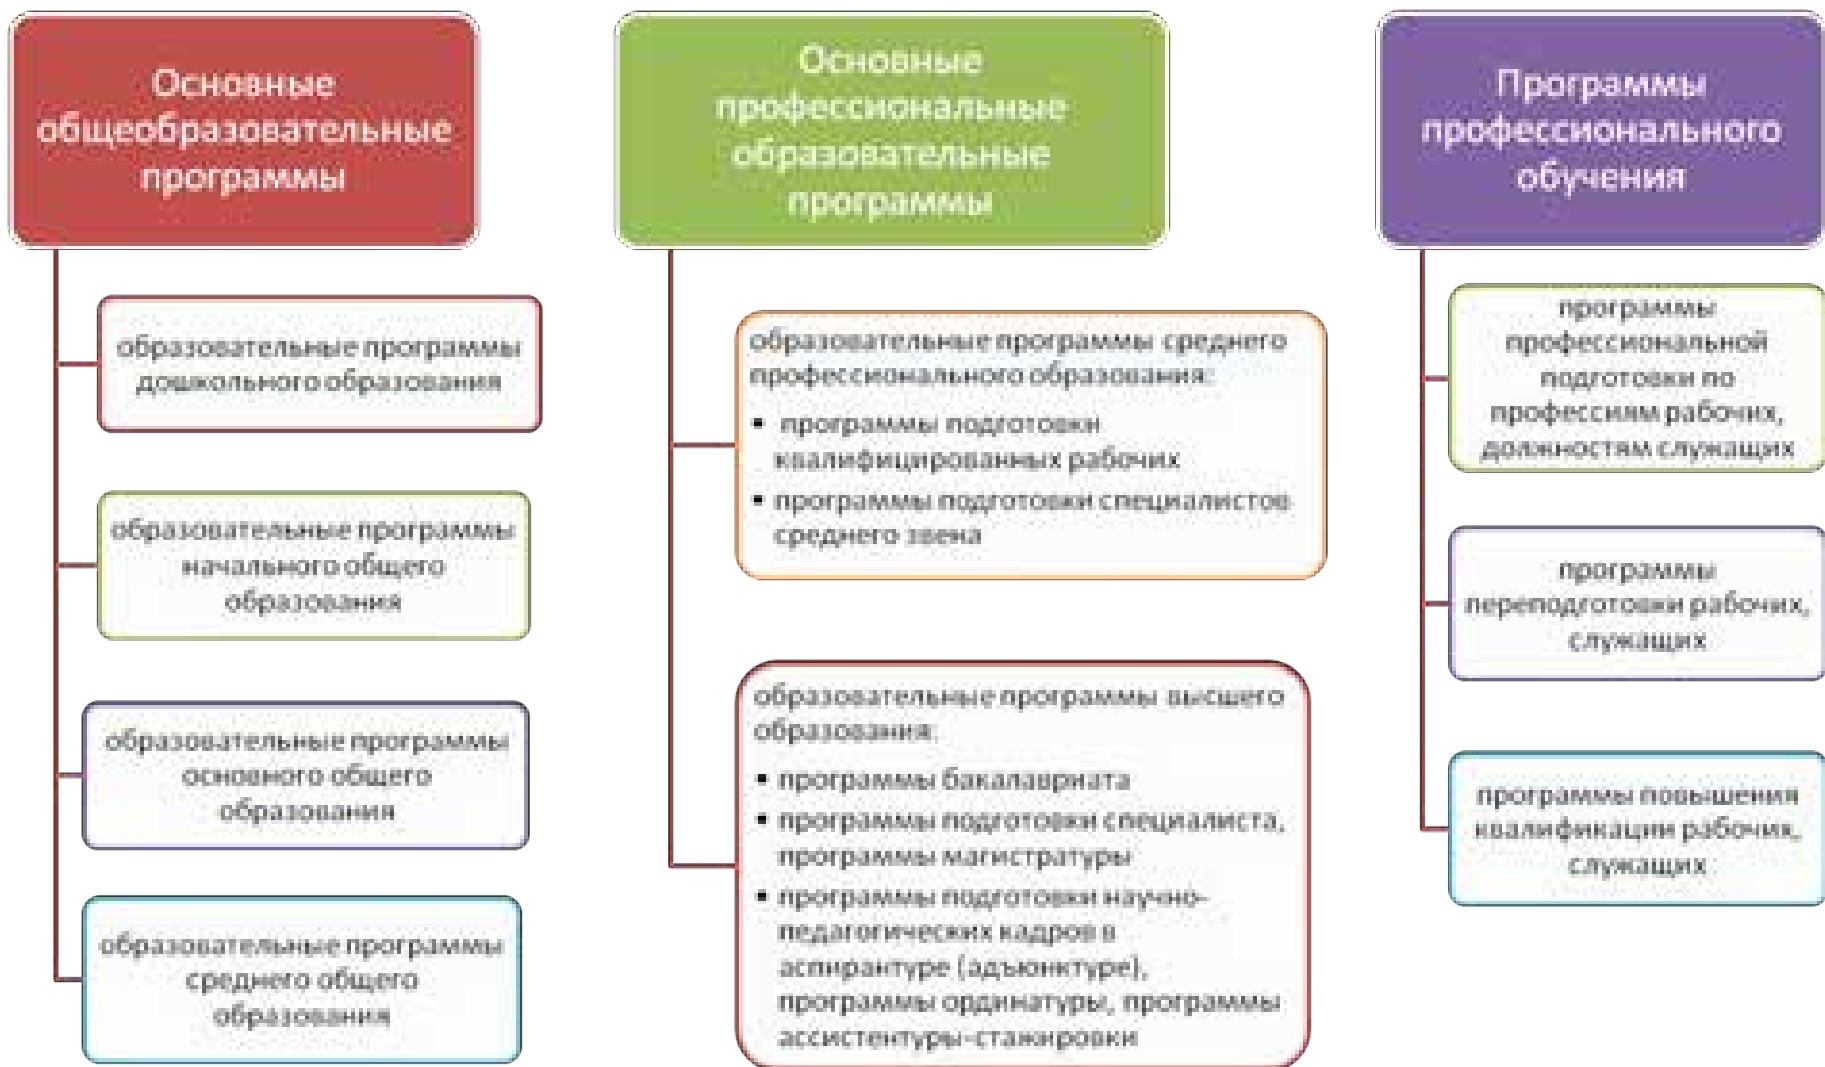 Основные
общеобразовательные
программы
образовательные программы
дошкольного образования
образовательные программы
начального общего
образования
образовательные программы
основного общего
образования
образовательные программы
среднего общего
образования
Основные
профессиональные
образовательные
программы
образовательные программы среднего
профессионального образования:
▪ программы подготовки
квалифицированных рабочих
▪ программы подготовки специалистов
среднего звена
образовательные программы высшего
образования:
▪ программы бакалавриата
▪ программы подготовки специалиста,
программы магистратуры
▪ программы подготовки научно-
педагогических кадров в
аспирантуре (адъюнктуре),
программы ординатуры, программы
ассистентуры-стажировки
Программы
профессионального
обучения
программы
профессиональной
подготовки по
профессиям рабочих,
должностям служащих
программы
переподготовки рабочих,
служащих
программы повышения
квалификации рабочих,
служащих